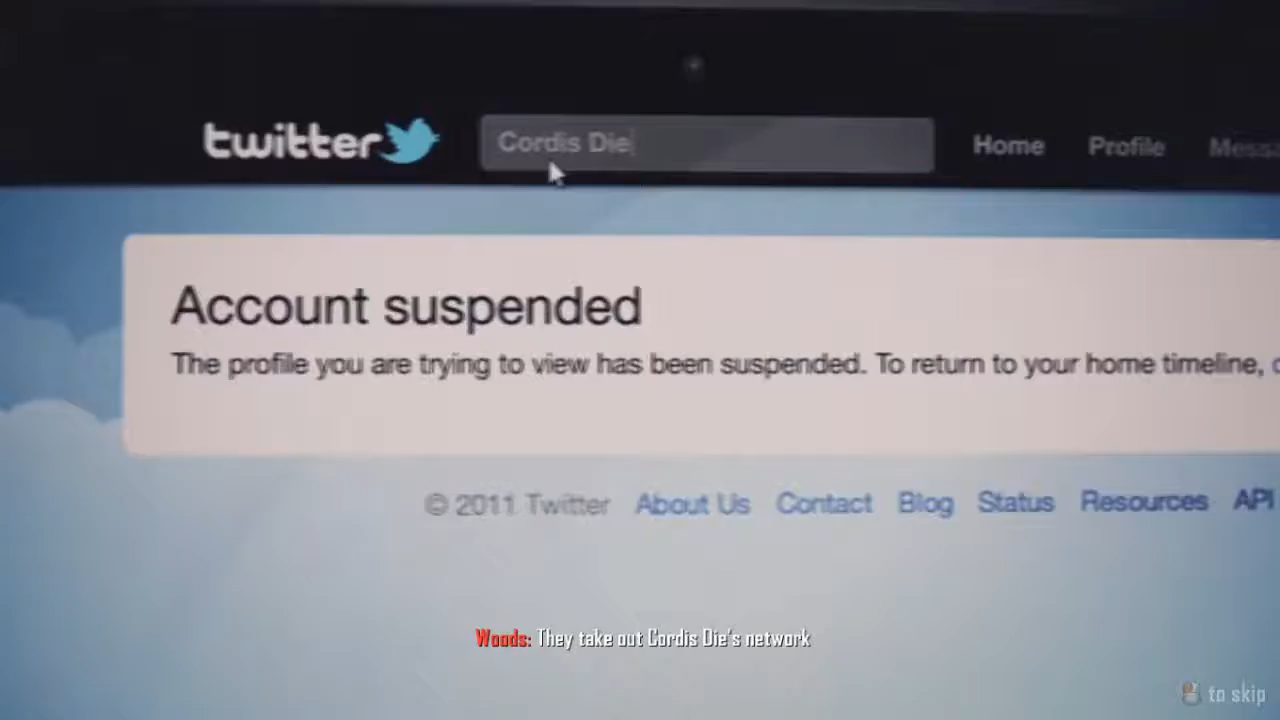 twitter
Cordis Die
Home Profile
Account suspended
The profile you are trying to view has been suspended. To return to your home timeline,
© 2011 Twitter About Us Contact Blog Status Resources API
Woods: They take out Cordis Die's network
to skip